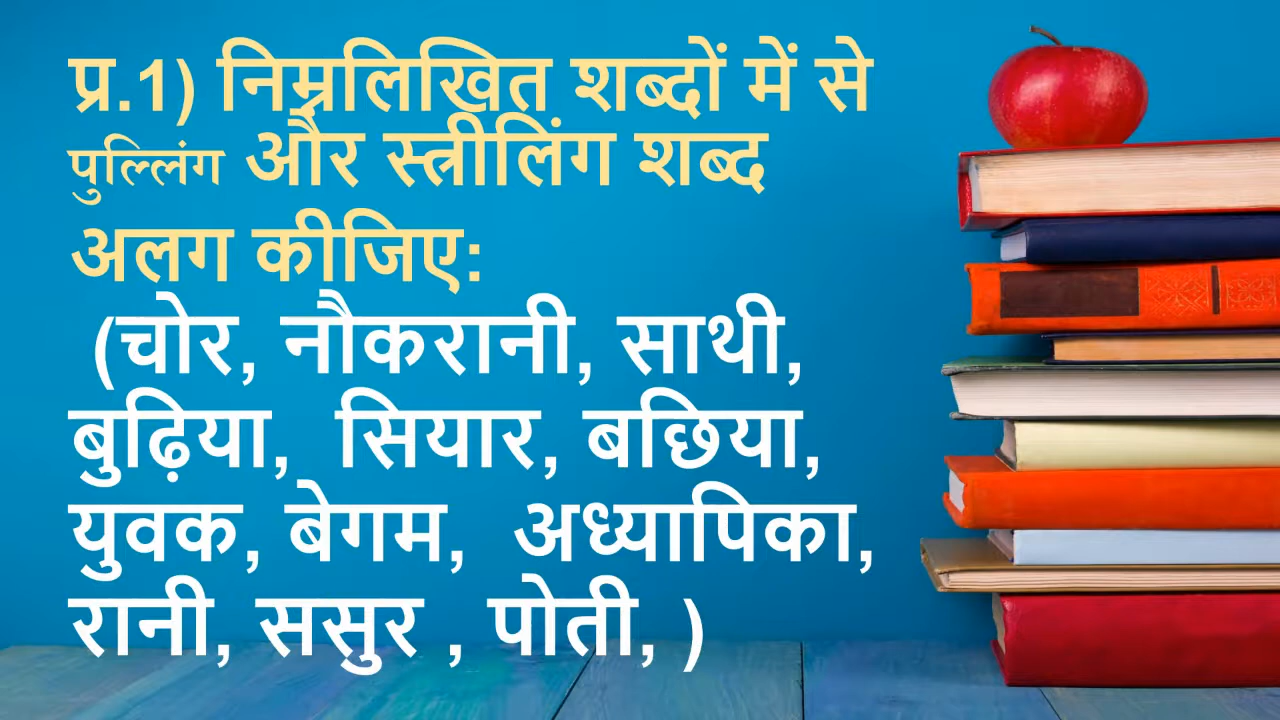 प्र.1) निम्नलिखित शब्दों में से
पुल्लिंग और स्त्रीलिंग शब्द
अलग कीजिए:
(चोर, नौकरानी, साथी,
बुढ़िया, सियार, बछिया,
युवक, बेगम, अध्यापिका,
रानी, ससुर , पोती, )